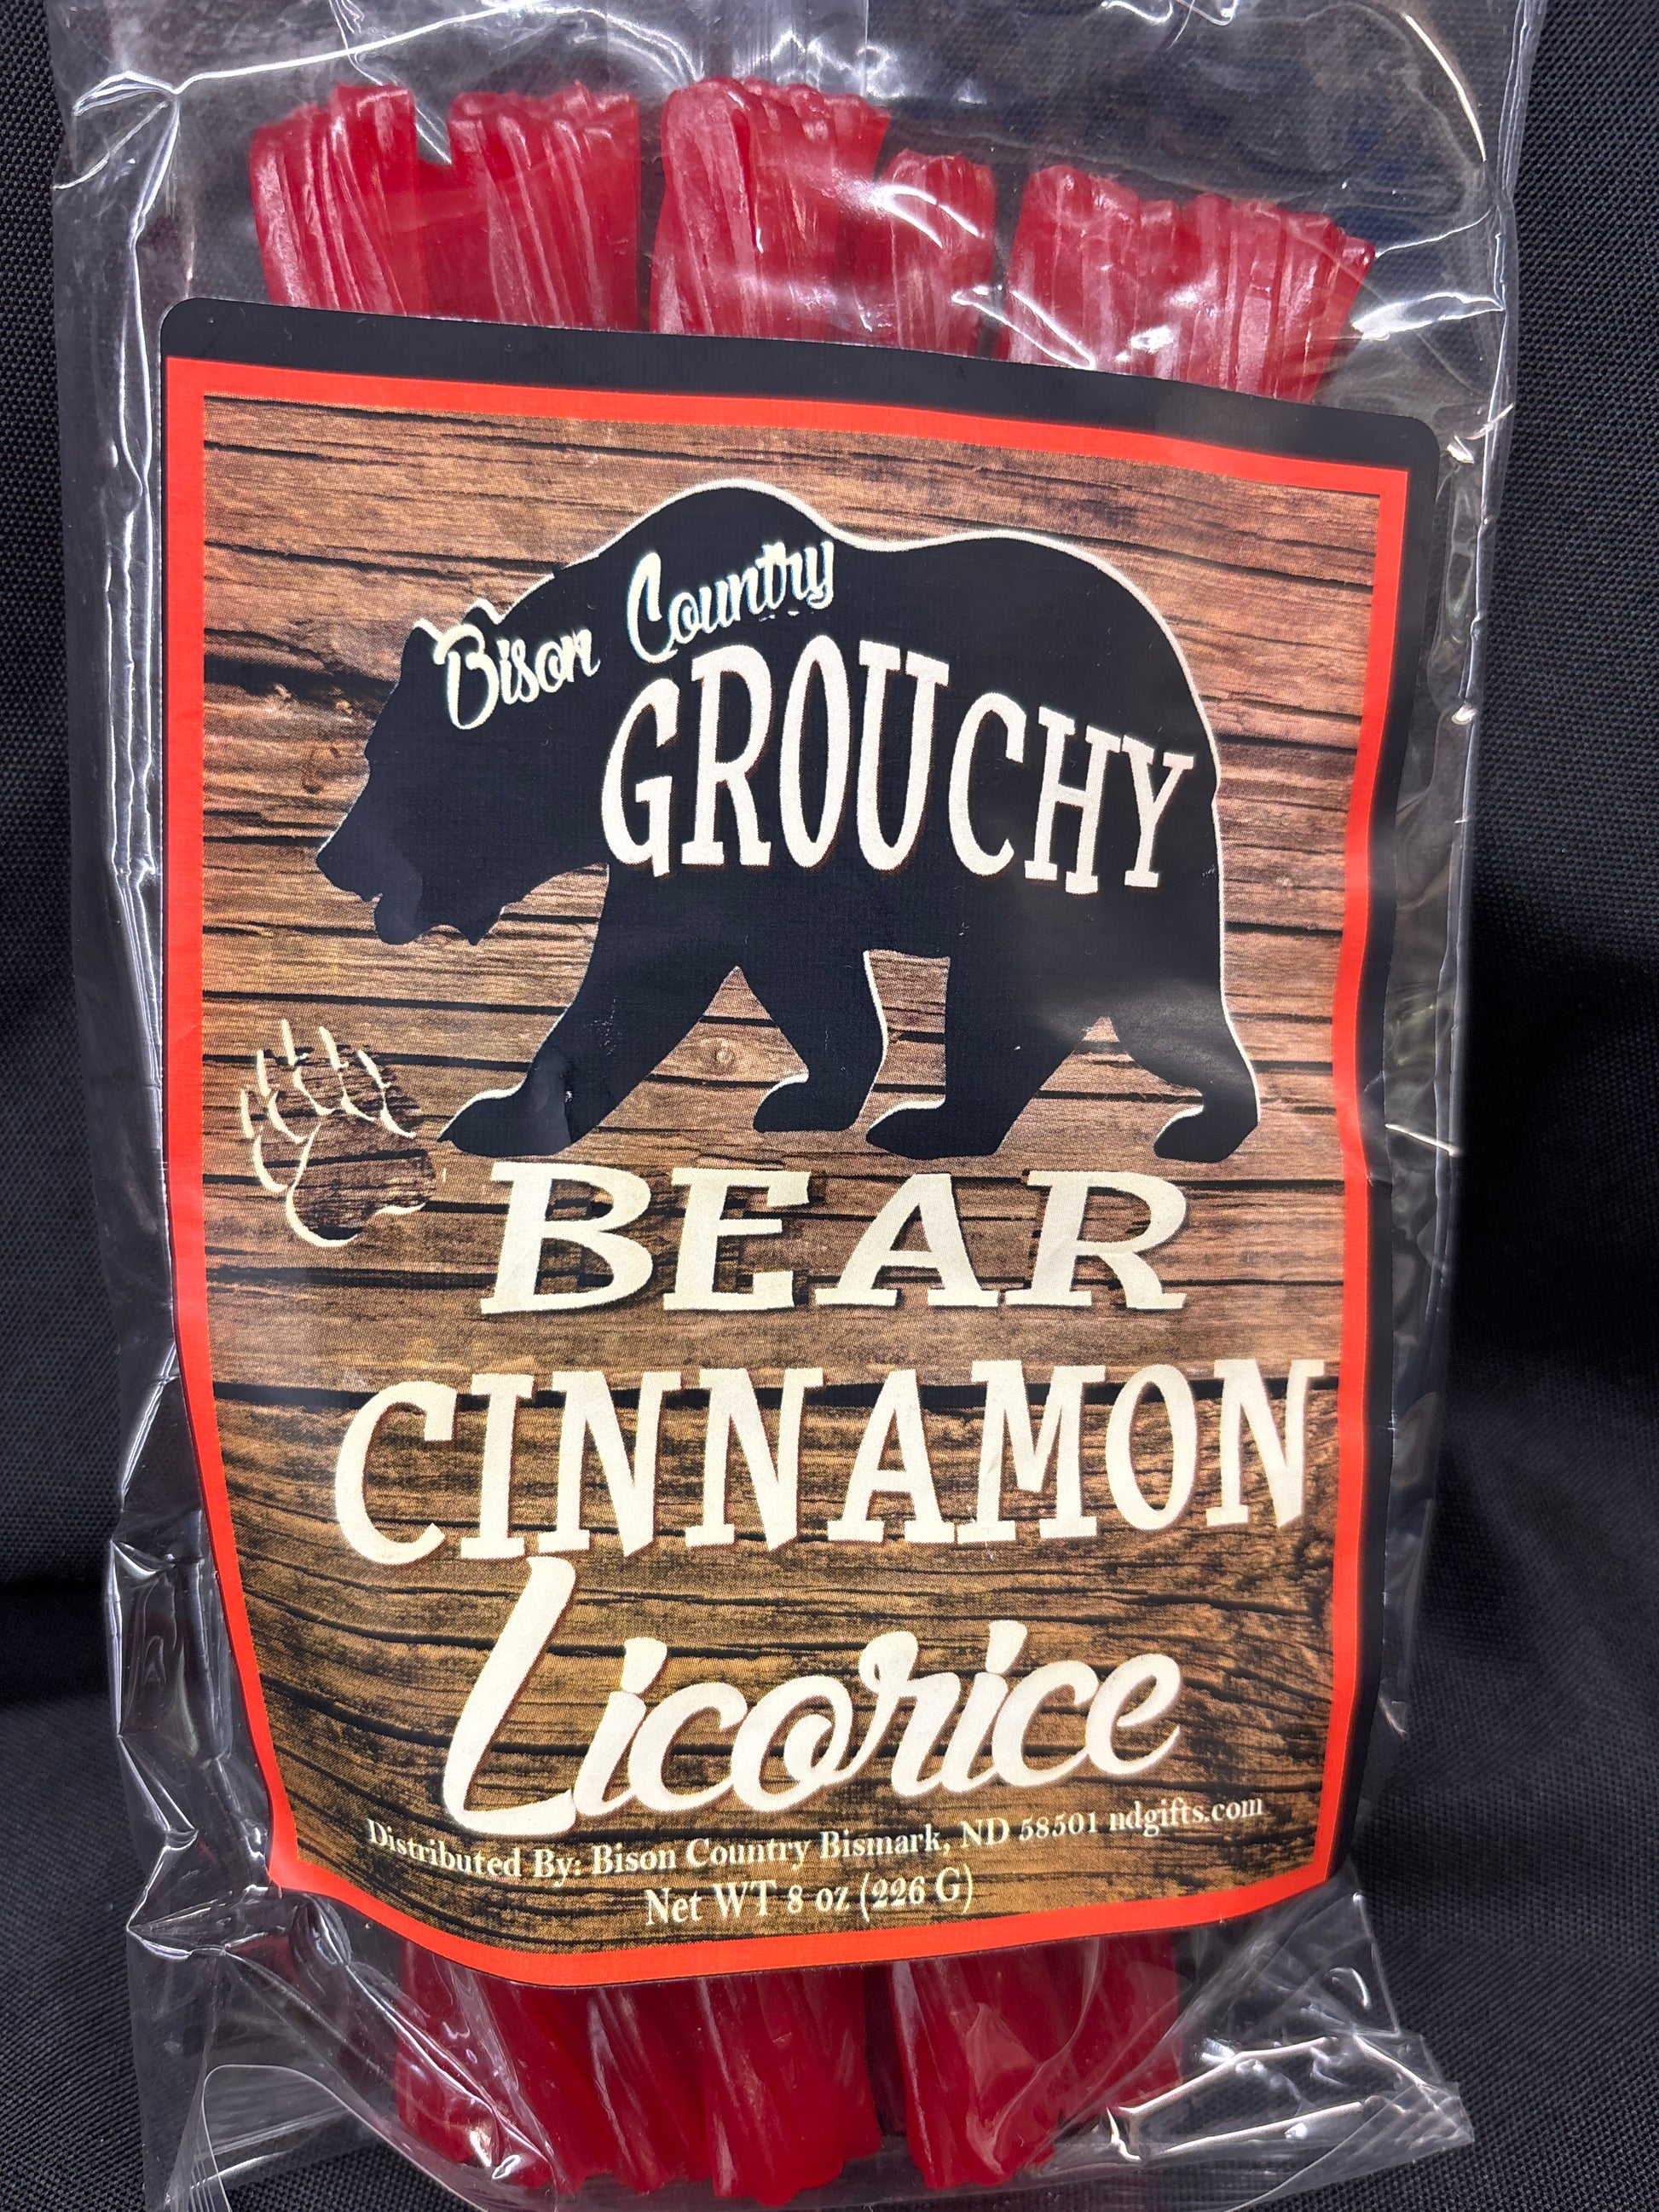 Bison Country
GROUCHY
BEAR
CINNAMON
Licorice
Distributed By: Bison Country Bismark, ND 58501 ndgifts.com
Net WT 8 oz (226 G)